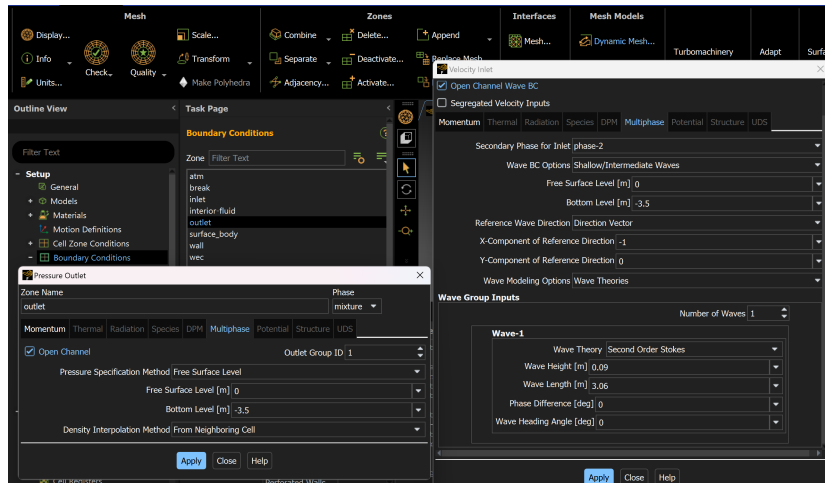 Mesh
Zones
Interfaces
Mesh Models
Display...
Scale...
Combine
Delete...
Append
Mesh...
Dynamic Mesh...
Info
Transform
Separate
Deactivate...
Replace Mesh
Turbomachinery
Adapt
Check
Quality
Units...
Make Polyhedra
Adjacency...
Activate...
Outline View
Task Page
Filter Text
Boundary Conditions
Zone Filter Text
Setup
General
Models
Materials
Motion Definitions
Cell Zone Conditions
Boundary Conditions
atm
break
inlet
interior-fluid
outlet
surface_body
wall
wec
Pressure Outlet
Zone Name
Phase
outlet
mixture
Momentum Thermal Radiation Species DPM Multiphase Potential Structure UDS
Open Channel
Outlet Group ID 1
Pressure Specification Method Free Surface Level
Free Surface Level [m] 0
Bottom Level [m] -3.5
Density Interpolation Method From Neighboring Cell
Apply Close Help
Cell Registers
Perforated Walls
Velocity Inlet
Open Channel Wave BC
Segregated Velocity Inputs
Momentum Thermal Radiation Species DPM Multiphase Potential Structure UDS
Secondary Phase for Inlet phase-2
Wave BC Options Shallow/Intermediate Waves
Free Surface Level [m] 0
Bottom Level [m] -3.5
Reference Wave Direction Direction Vector
X-Component of Reference Direction -1
Y-Component of Reference Direction 0
Wave Modeling Options Wave Theories
Wave Group Inputs
Number of Waves 1
Wave-1
Wave Theory Second Order Stokes
Wave Height [m] 0.09
Wave Length [m] 3.06
Phase Difference [deg] 0
Wave Heading Angle [deg] 0
Apply Close Help